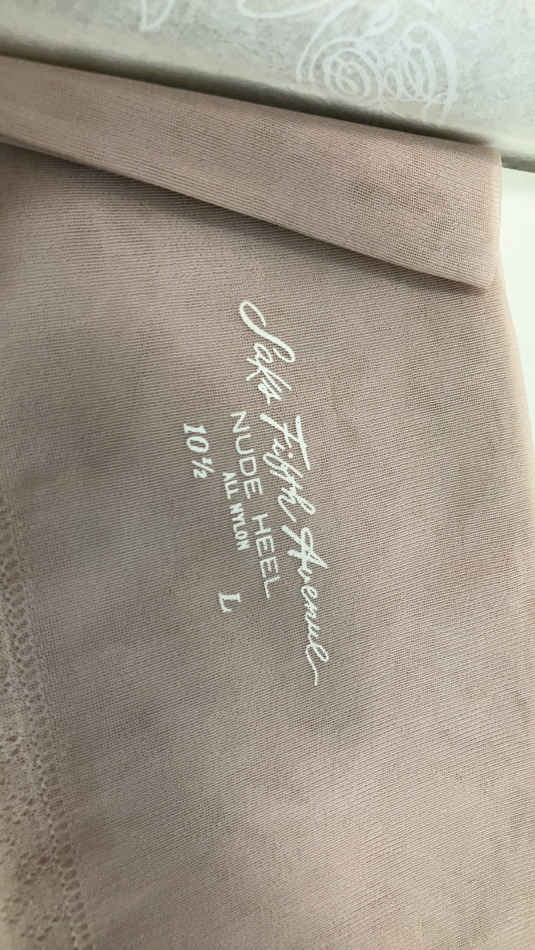 Saks Fifth Avenue
NUDE HEEL
ALL NYLON
10½ L